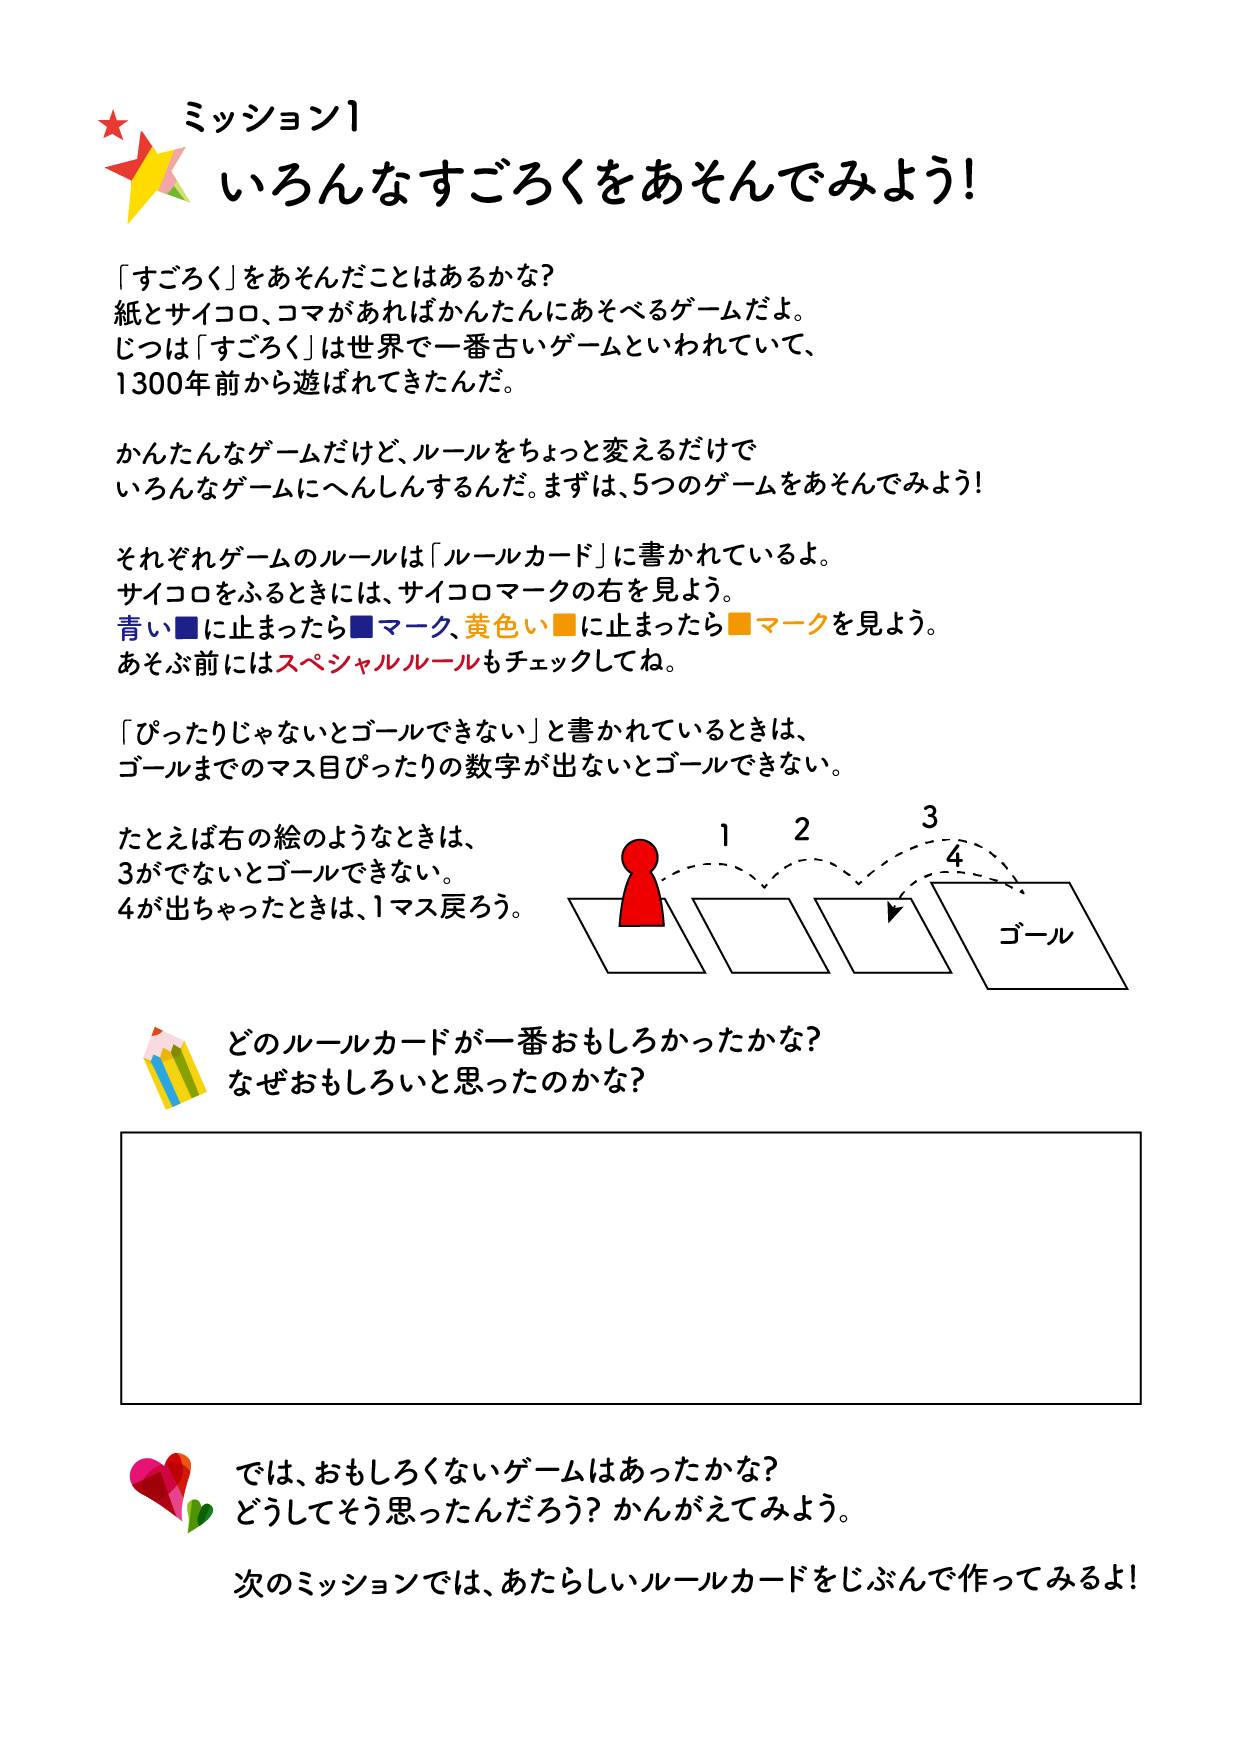 ミッション1
いろんなすごろくをあそんでみよう!
「すごろく」をあそんだことはあるかな?
紙とサイコロ、コマがあればかんたんにあそべるゲームだよ。
じつは「すごろく」は世界で一番古いゲームといわれていて、
1300年前から遊ばれてきたんだ。
かんたんなゲームだけど、ルールをちょっと変えるだけで
いろんなゲームにへんしんするんだ。まずは、5つのゲームをあそんでみよう!
それぞれゲームのルールは「ルールカード」に書かれているよ。
サイコロをふるときには、サイコロマークの右を見よう。
青い■に止まったら■マーク、黄色い■に止まったら■マークを見よう。
あそぶ前にはスペシャルルールもチェックしてね。
「ぴったりじゃないとゴールできない」と書かれているときは、
ゴールまでのマス目ぴったりの数字が出ないとゴールできない。
たとえば右の絵のようなときは、
3がでないとゴールできない。
4が出ちゃったときは、1マス戻ろう。
1
2
3
4
ゴール
どのルールカードが一番おもしろかったかな?
なぜおもしろいと思ったのかな?
では、おもしろくないゲームはあったかな?
どうしてそう思ったんだろう? かんがえてみよう。
次のミッションでは、あたらしいルールカードをじぶんで作ってみるよ!